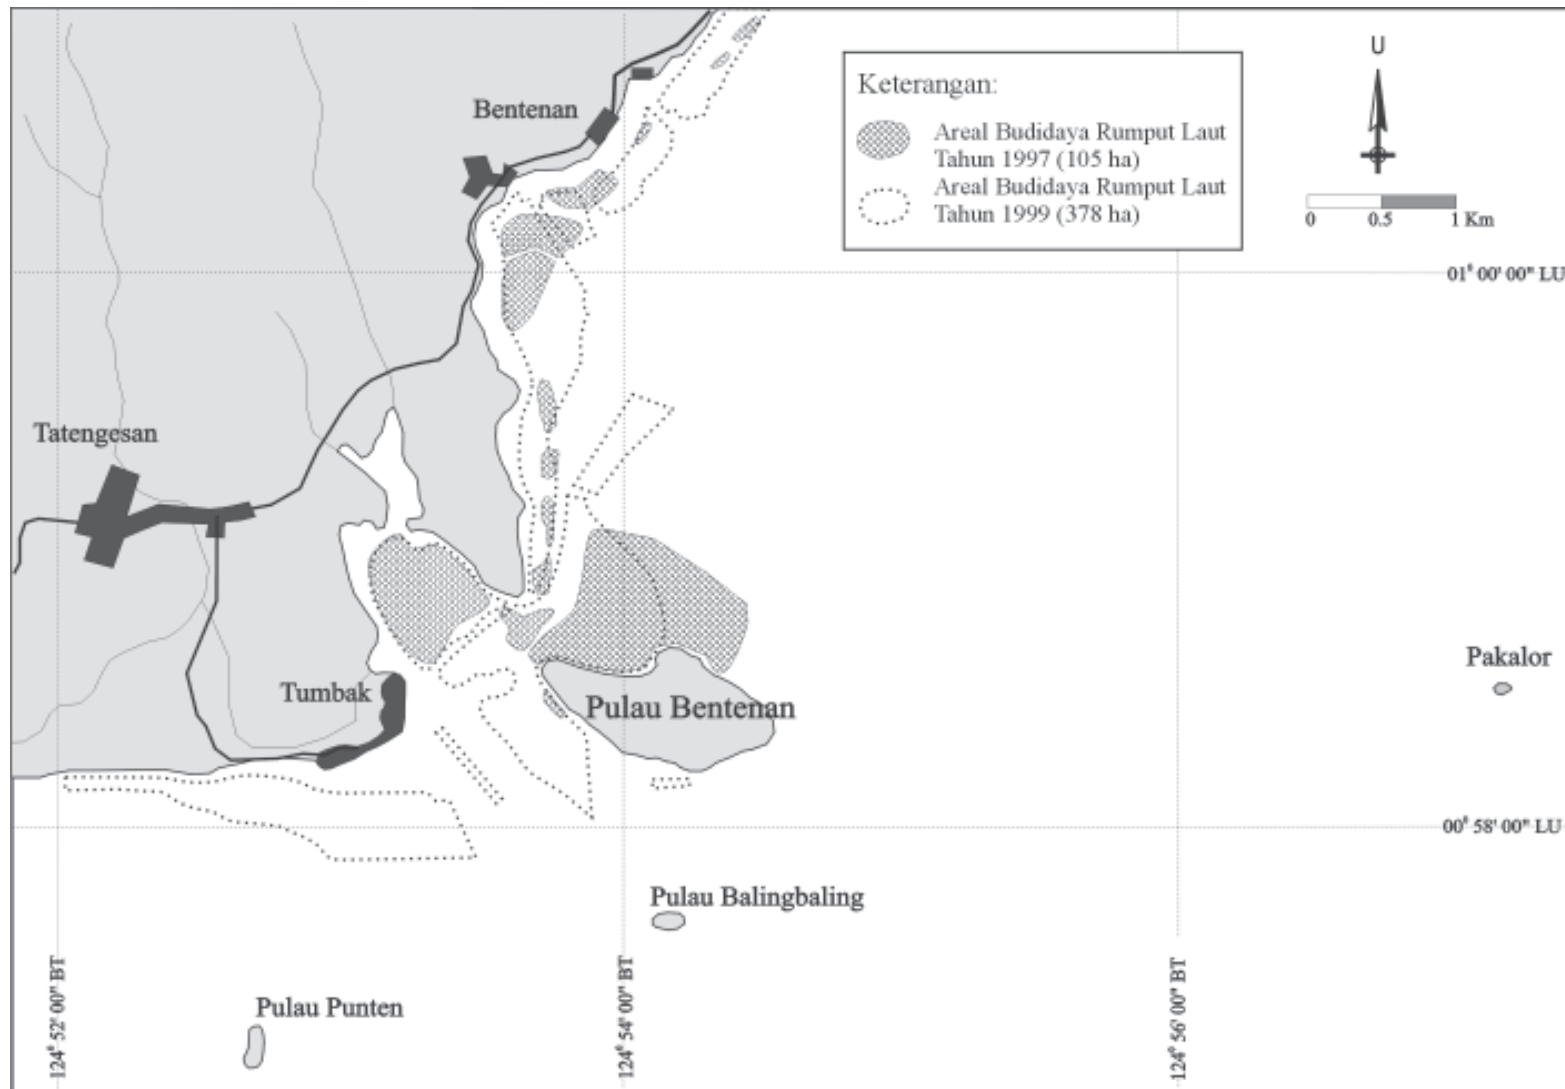 U
Keterangan:
Areal Budidaya Rumput Laut
Tahun 1997 (105 ha)
Areal Budidaya Rumput Laut
Tahun 1999 (378 ha)
0 0.5 1 Km
Bentenan
01° 00' 00" LU
Tatengesan
Pakalor
Tumbak
Pulau Bentenan
00° 58' 00" LU
Pulau Balingbaling
Pulau Punten
124° 52' 00" BT
124° 54' 00" BT
124° 56' 00" BT